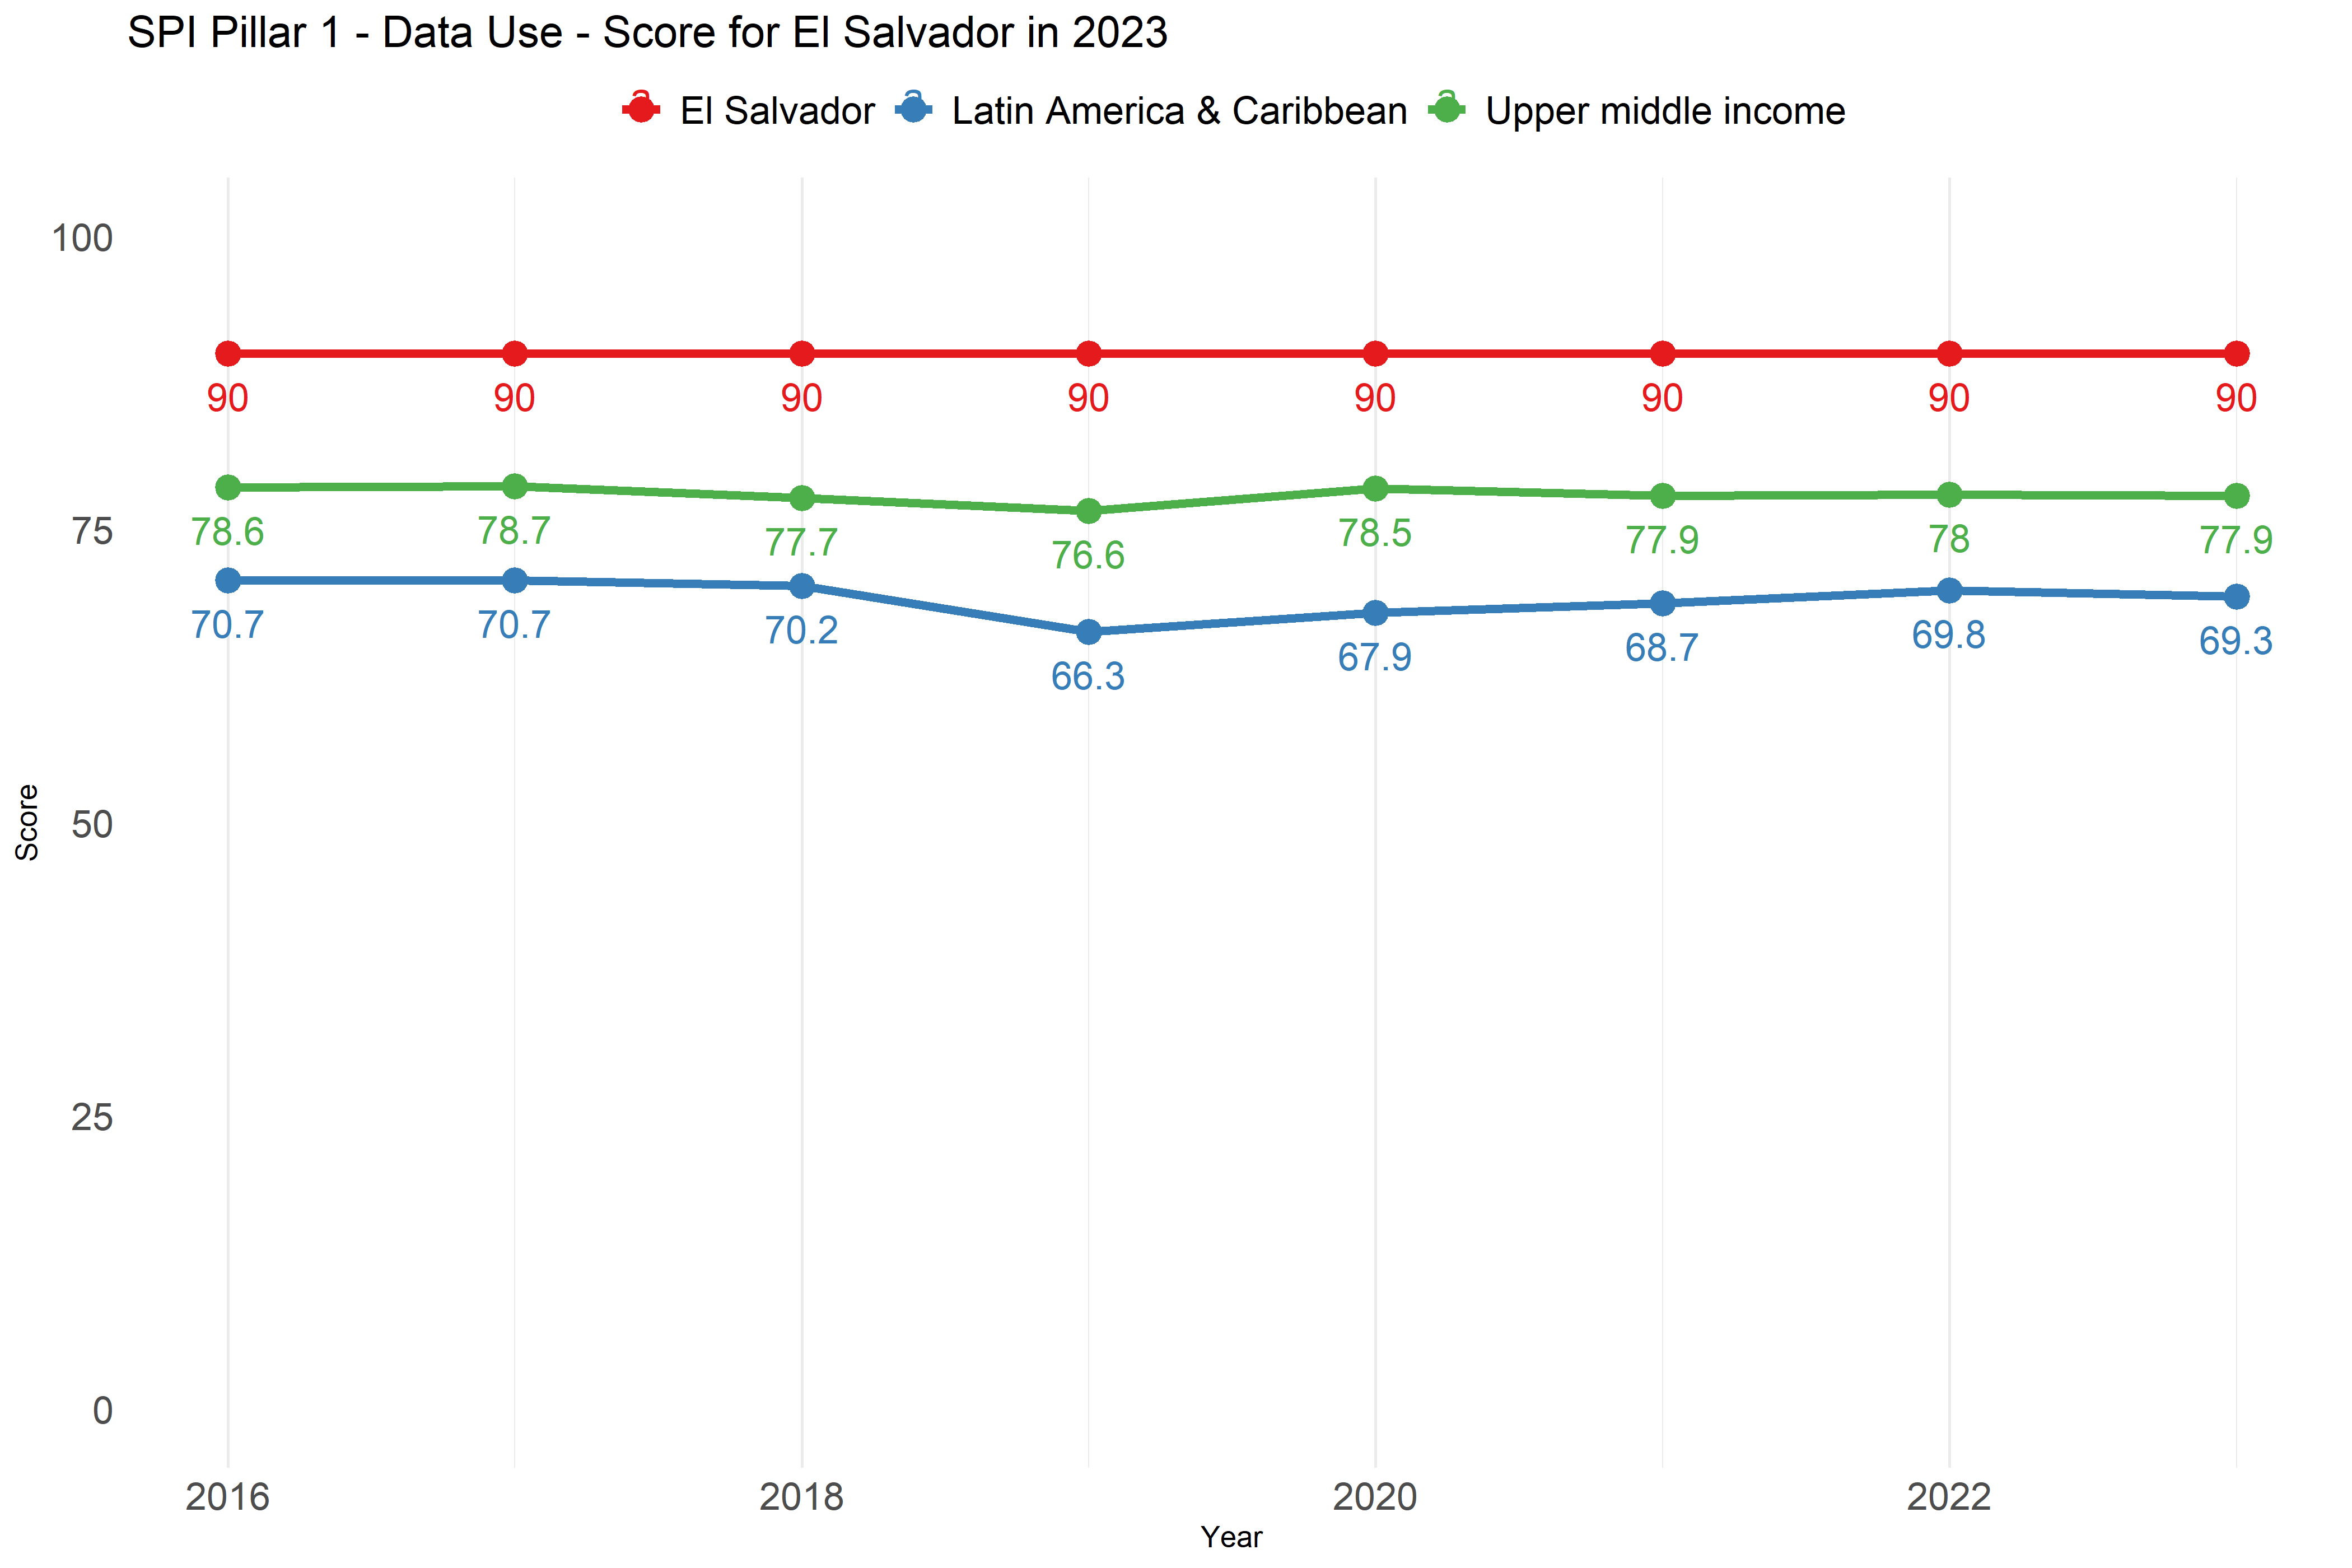 SPI Pillar 1 - Data Use - Score for El Salvador in 2023
El Salvador Latin America & Caribbean Upper middle income
100
90 90 90 90 90 90 90 90
75
78.6 78.7 77.7 76.6 78.5 77.9 78 77.9
70.7 70.7 70.2 66.3 67.9 68.7 69.8 69.3
50
Score
25
0
2016 2018 2020 2022
Year